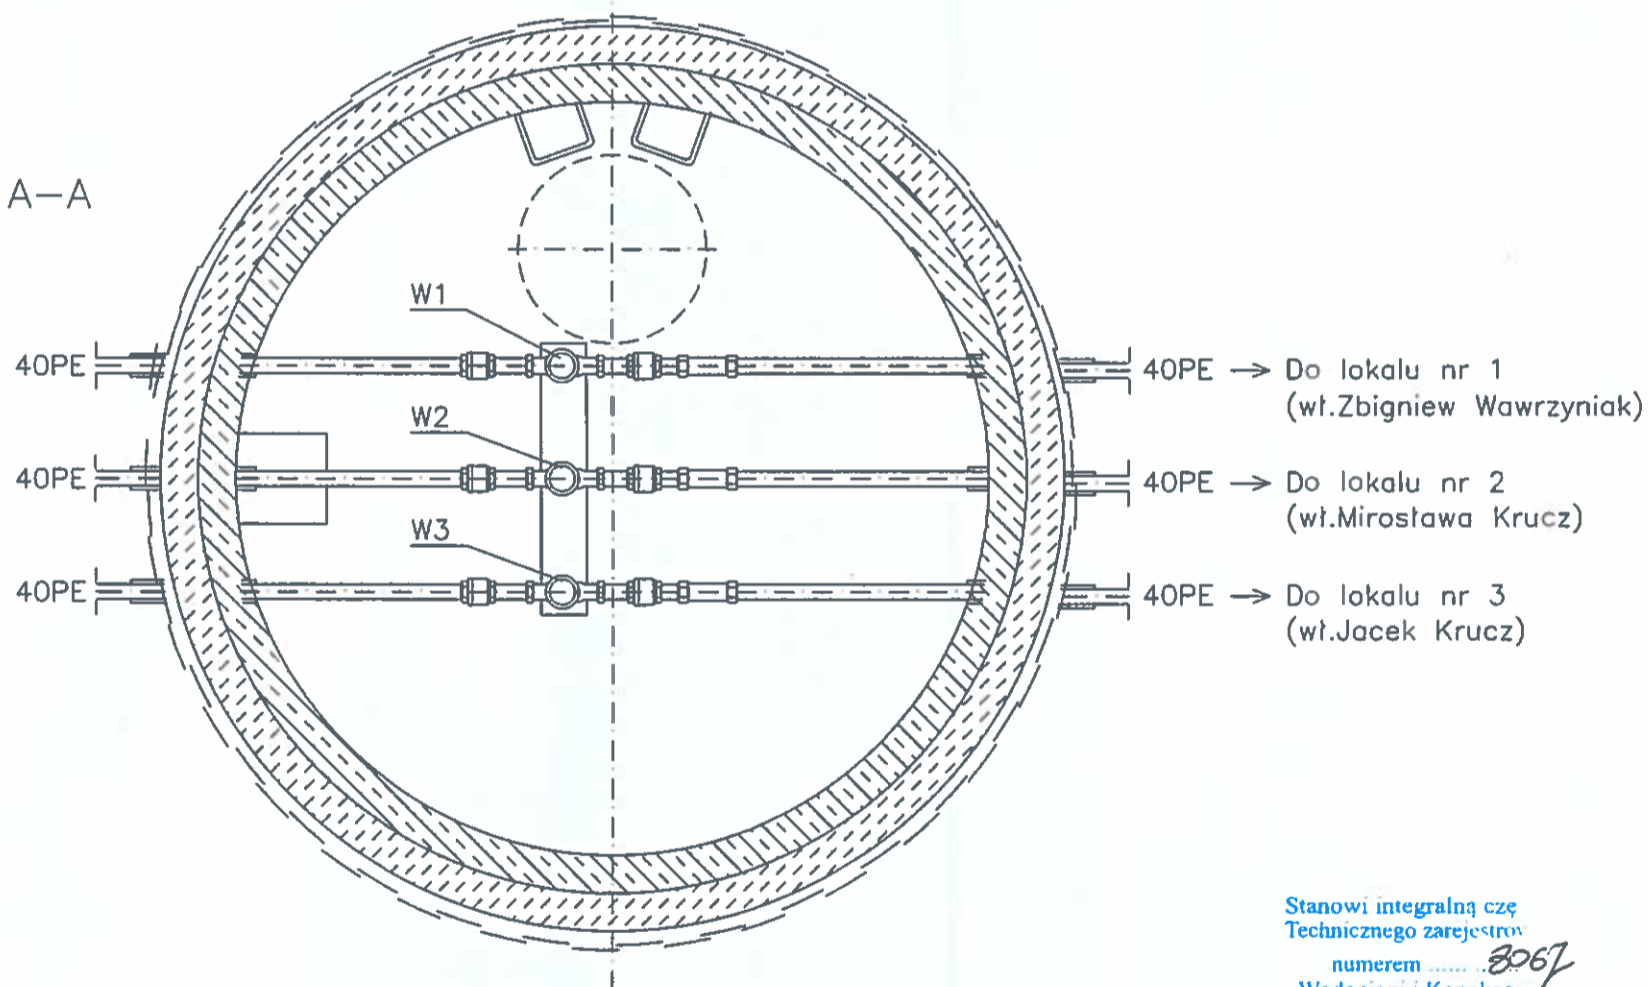 A-A
W1
40PE
40PE → Do lokalu nr 1
(wł.Zbigniew Wawrzyniak)
W2
40PE
40PE → Do lokalu nr 2
(wł.Mirosława Krucz)
W3
40PE
40PE → Do lokalu nr 3
(wł.Jacek Krucz)
Stanowi integralną czę
Technicznego zarejestrow
numerem ...........